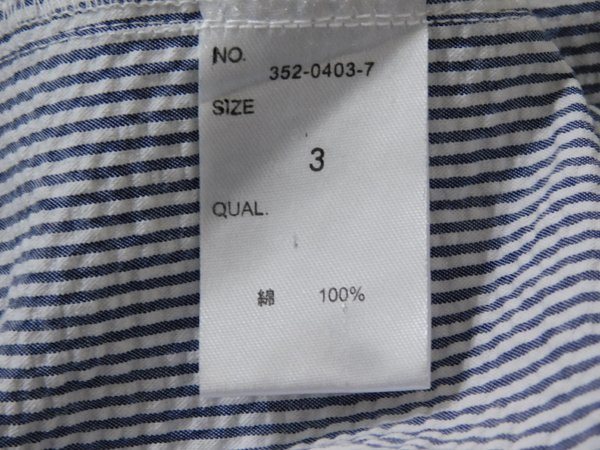 NO. 352-0403-7
SIZE
3
QUAL.
綿 100%